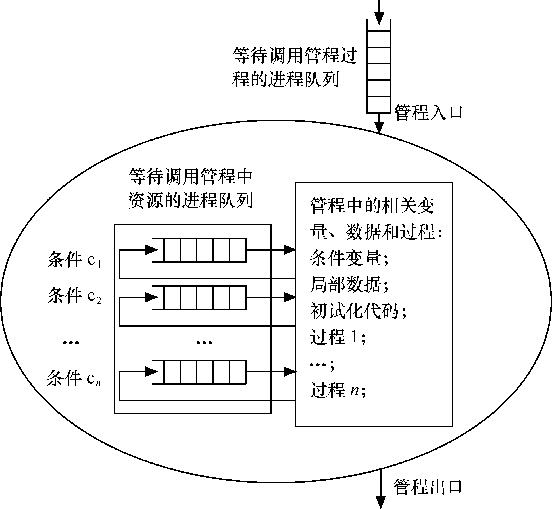 等待调用管程过
程的进程队列
管程入口
等待调用管程中
资源的进程队列
管程中的相关变
量、数据和过程:
条件变量;
局部数据;
初试化代码;
过程1;
…;
过程n;
条件 c1
条件 c2
… …
条件 cn
管程出口